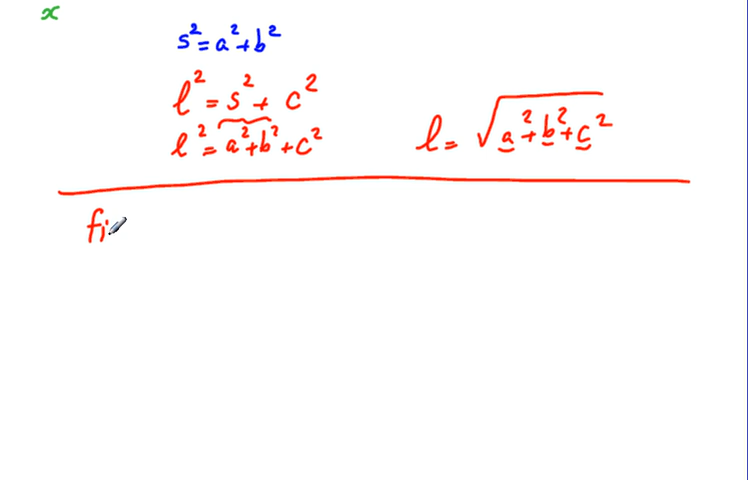 x
s²=a²+b²
l²=s²+c²
l²=a²+b²+c² l=√a²+b²+c²
fi